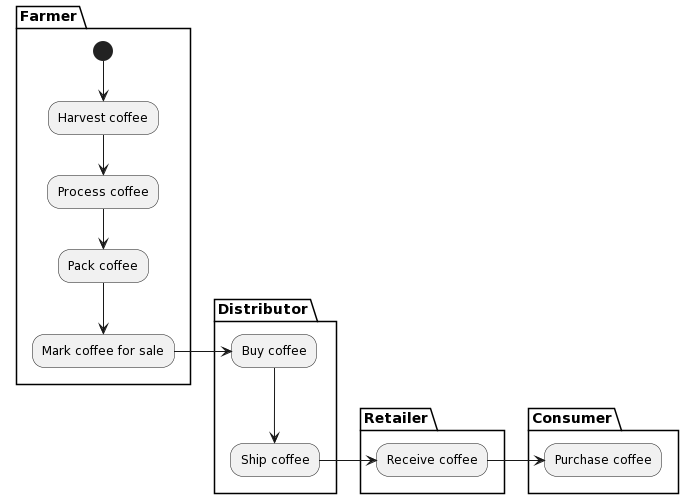 Farmer
Harvest coffee
Process coffee
Pack coffee
Mark coffee for sale
Distributor
Buy coffee
Ship coffee
Retailer
Receive coffee
Consumer
Purchase coffee